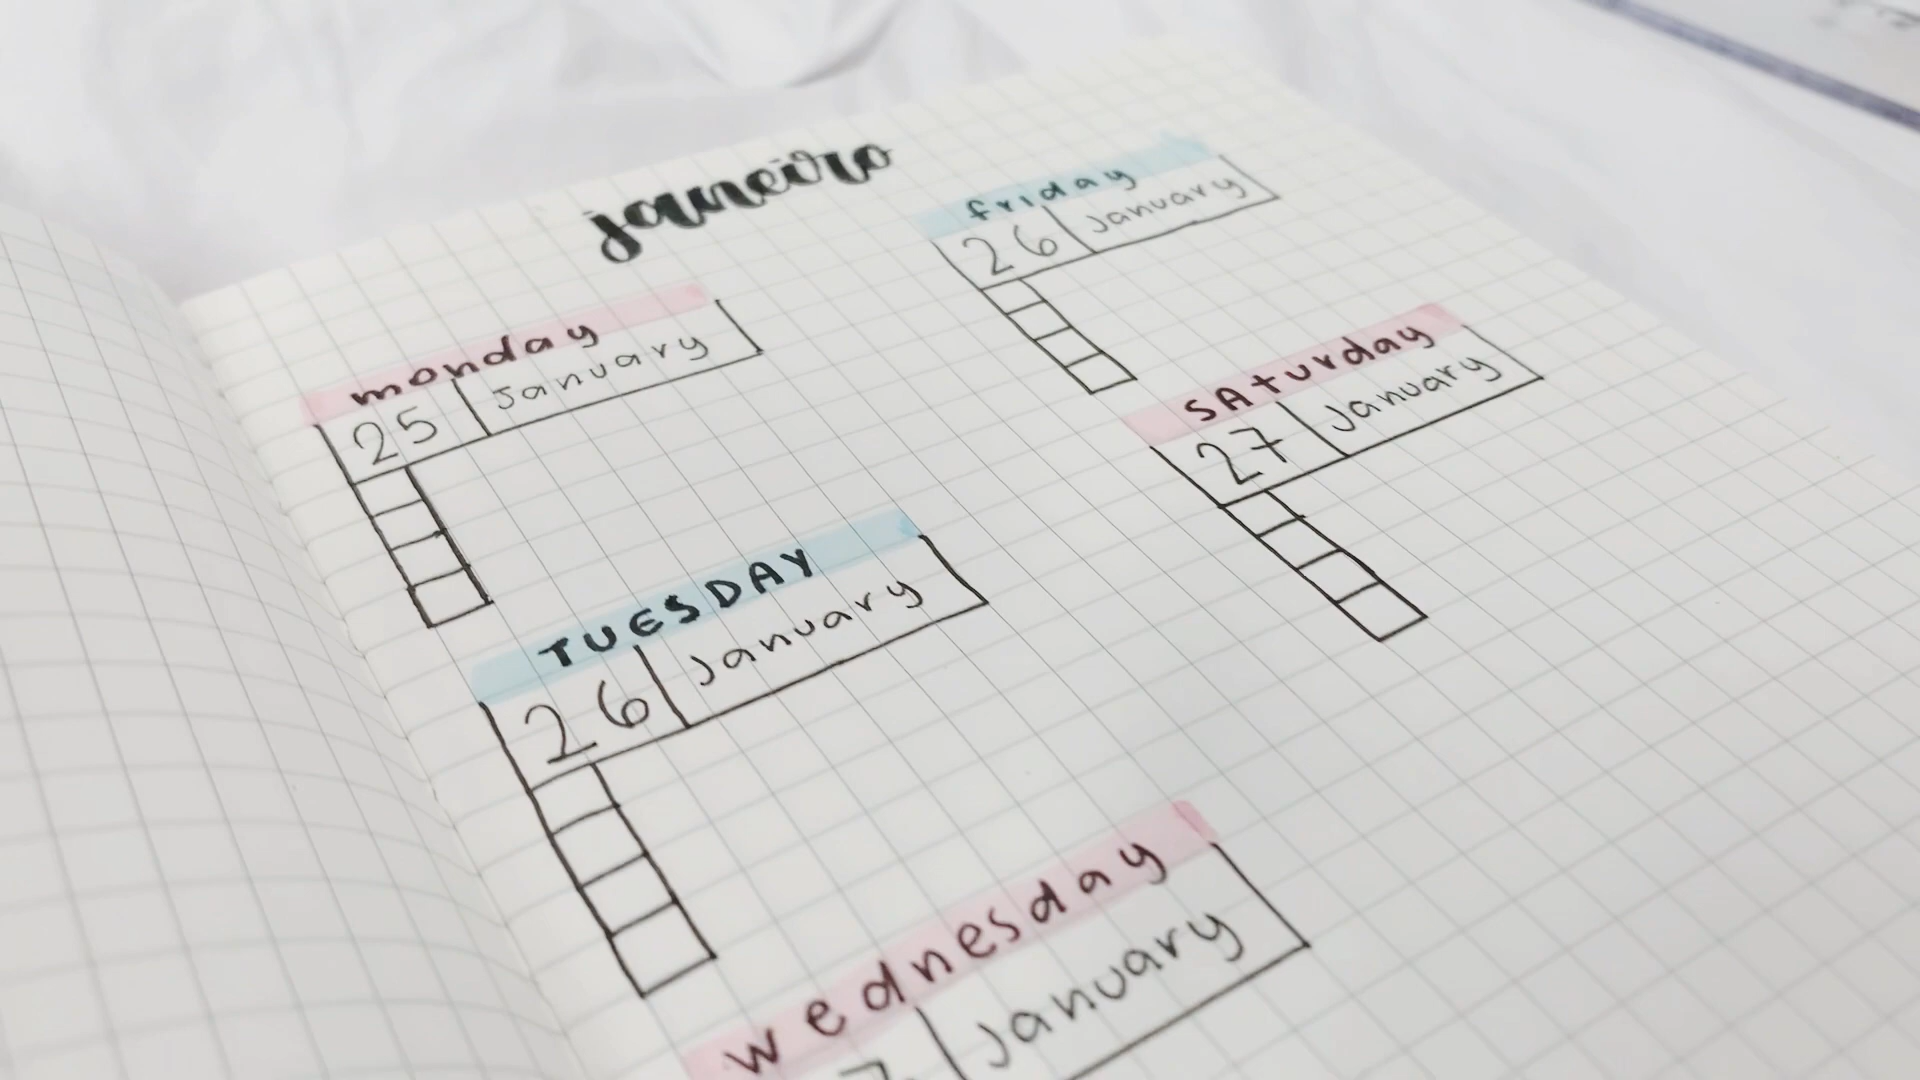 janeiro
monday
25 January
TUESDAY
26 January
wednesday
January
friday
26 January
SAturday
27 January